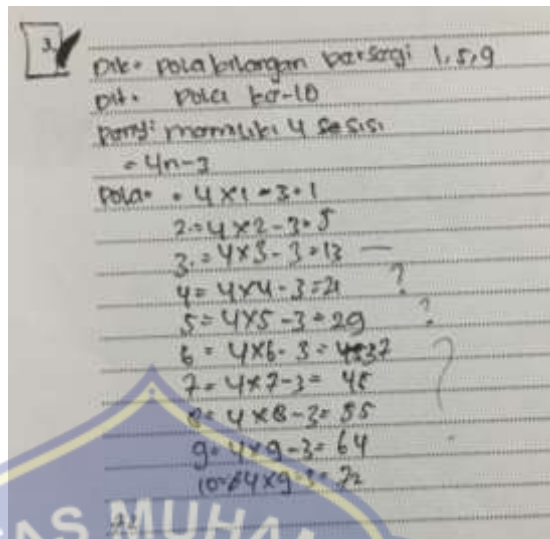 3.
Dik. Pola bilangan persegi 1, 5, 9
Dit. Pola ke-10
memiliki 4 sisi
= 4n-3
Pola = 4 x 1 - 3 = 1
2. = 4 x 2 - 3 = 5
3. = 4 x 3 - 3 = 13
4 = 4 x 4 - 3 = 21 ?
5 = 4 x 5 - 3 = 29 ?
6 = 4 x 6 - 3 = 37
7 = 4 x 7 - 3 = 45
8 = 4 x 8 - 3 = 55
9 = 4 x 9 - 3 = 64
10 = 4 x 9 - 3 = 72
AS MUHA